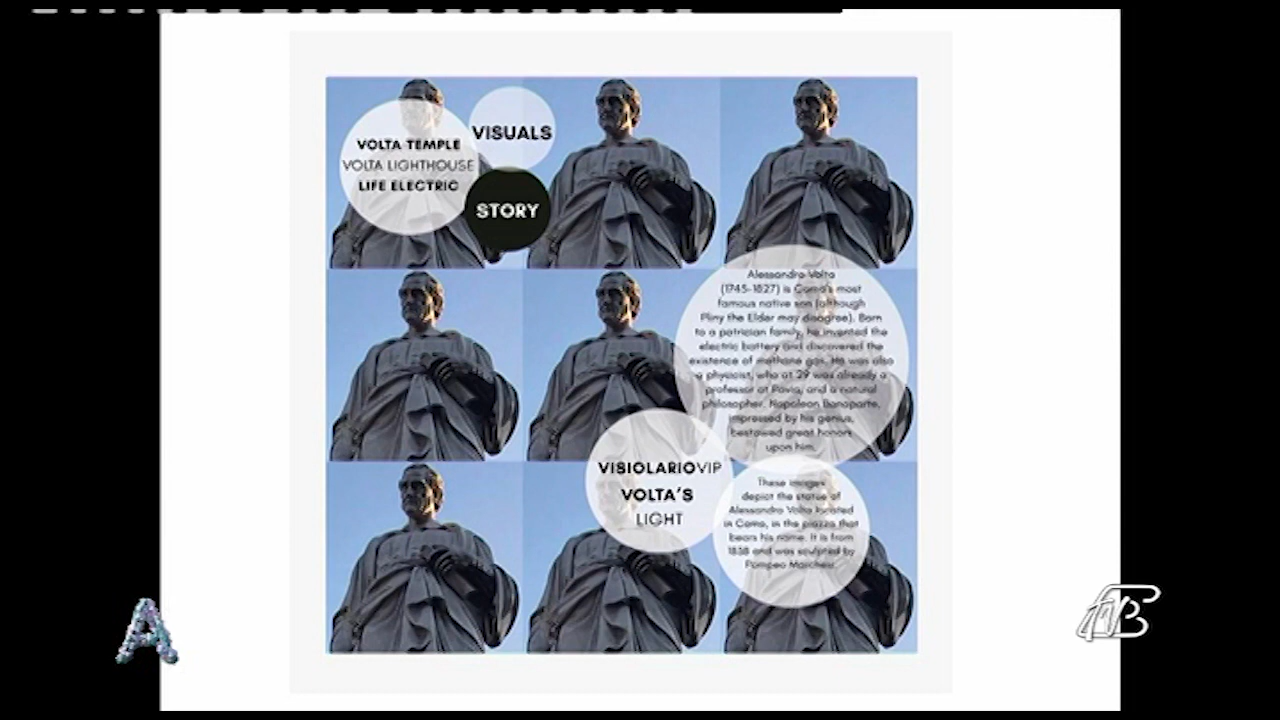 VOLTA TEMPLE
VOLTA LIGHTHOUSE
LIFE ELECTRIC
VISUALS
STORY
Alessandro Volta
(1745-1827) is Como's most
famous native son (although
Pliny the Elder may disagree). Born
to a patrician family, he invented the
electric battery and discovered the
existence of methane gas. He was also
a physicist, who at 29 was already a
professor at Pavia, and a natural
philosopher. Napoleon Bonaparte,
impressed by his genius,
bestowed great honors
upon him.
VISIOLARIOVIP
VOLTA'S
LIGHT
These images
depict the statue of
Alessandro Volta located
in Como, in the piazza that
bears his name. It is from
1838 and was sculpted by
Pompeo Marchesi.
A